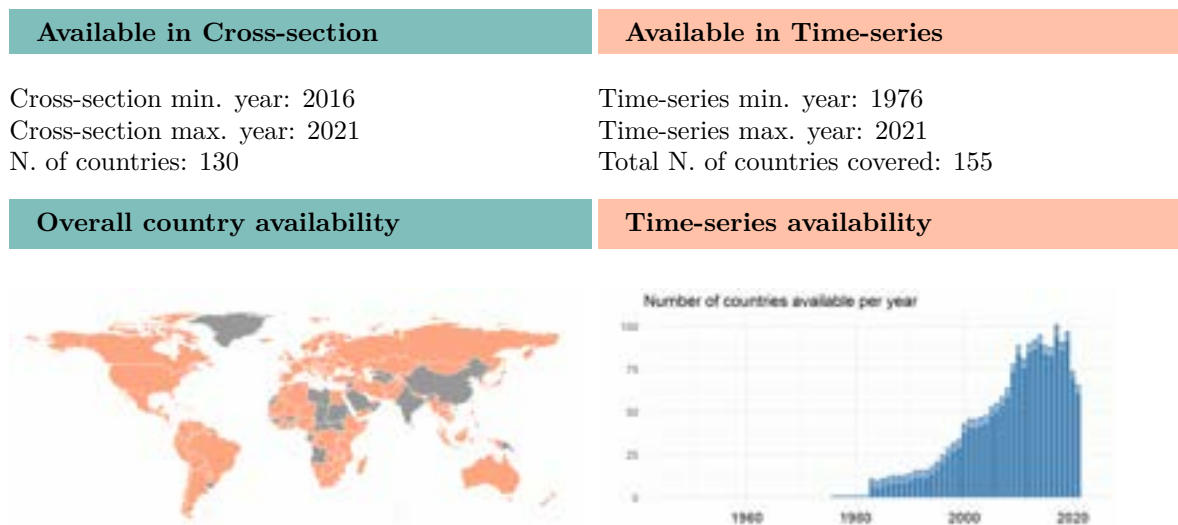 Available in Cross-section
Available in Time-series
Cross-section min. year: 2016
Cross-section max. year: 2021
N. of countries: 130
Time-series min. year: 1976
Time-series max. year: 2021
Total N. of countries covered: 155
Overall country availability
Time-series availability
Number of countries available per year
100
75
50
25
0
1960 1980 2000 2020